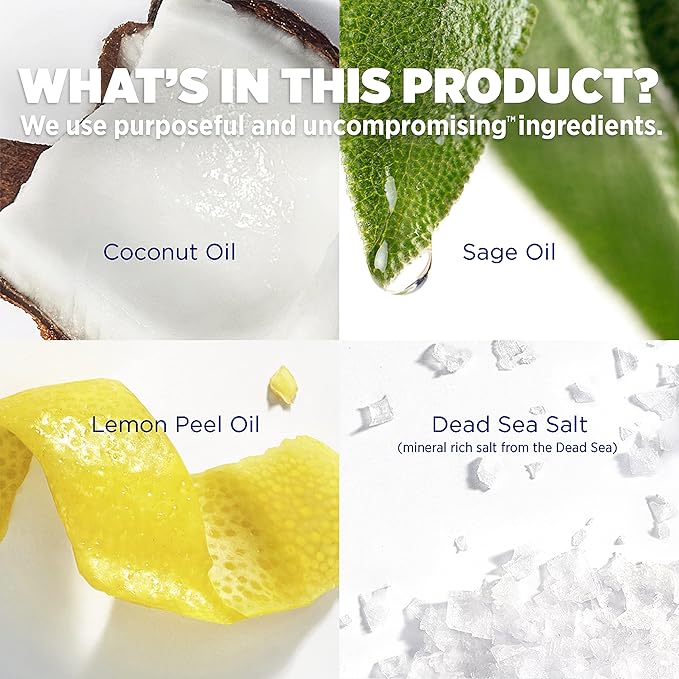 WHAT'S IN THIS PRODUCT?
We use purposeful and uncompromising™ ingredients.
Coconut Oil
Sage Oil
Lemon Peel Oil
Dead Sea Salt
(mineral rich salt from the Dead Sea)